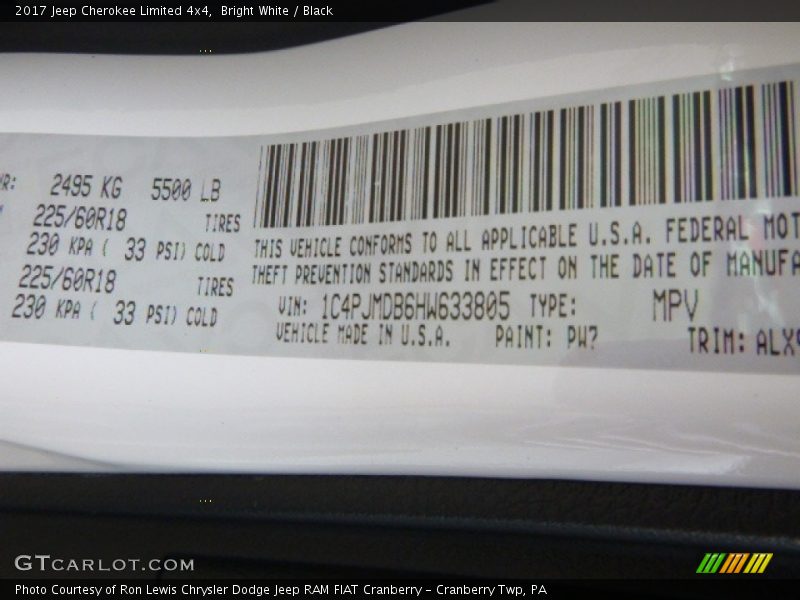 2017 Jeep Cherokee Limited 4x4, Bright White / Black
2495 KG 5500 LB
225/60R18 TIRES
230 KPA ( 33 PSI) COLD
225/60R18 TIRES
230 KPA ( 33 PSI) COLD
THIS VEHICLE CONFORMS TO ALL APPLICABLE U.S.A. FEDERAL MOT
THEFT PREVENTION STANDARDS IN EFFECT ON THE DATE OF MANUFA
VIN: 1C4PJMDB6HW633805 TYPE: MPV
VEHICLE MADE IN U.S.A. PAINT: PW7 TRIM: ALX9
GTCARLOT.COM
Photo Courtesy of Ron Lewis Chrysler Dodge Jeep RAM FIAT Cranberry – Cranberry Twp, PA